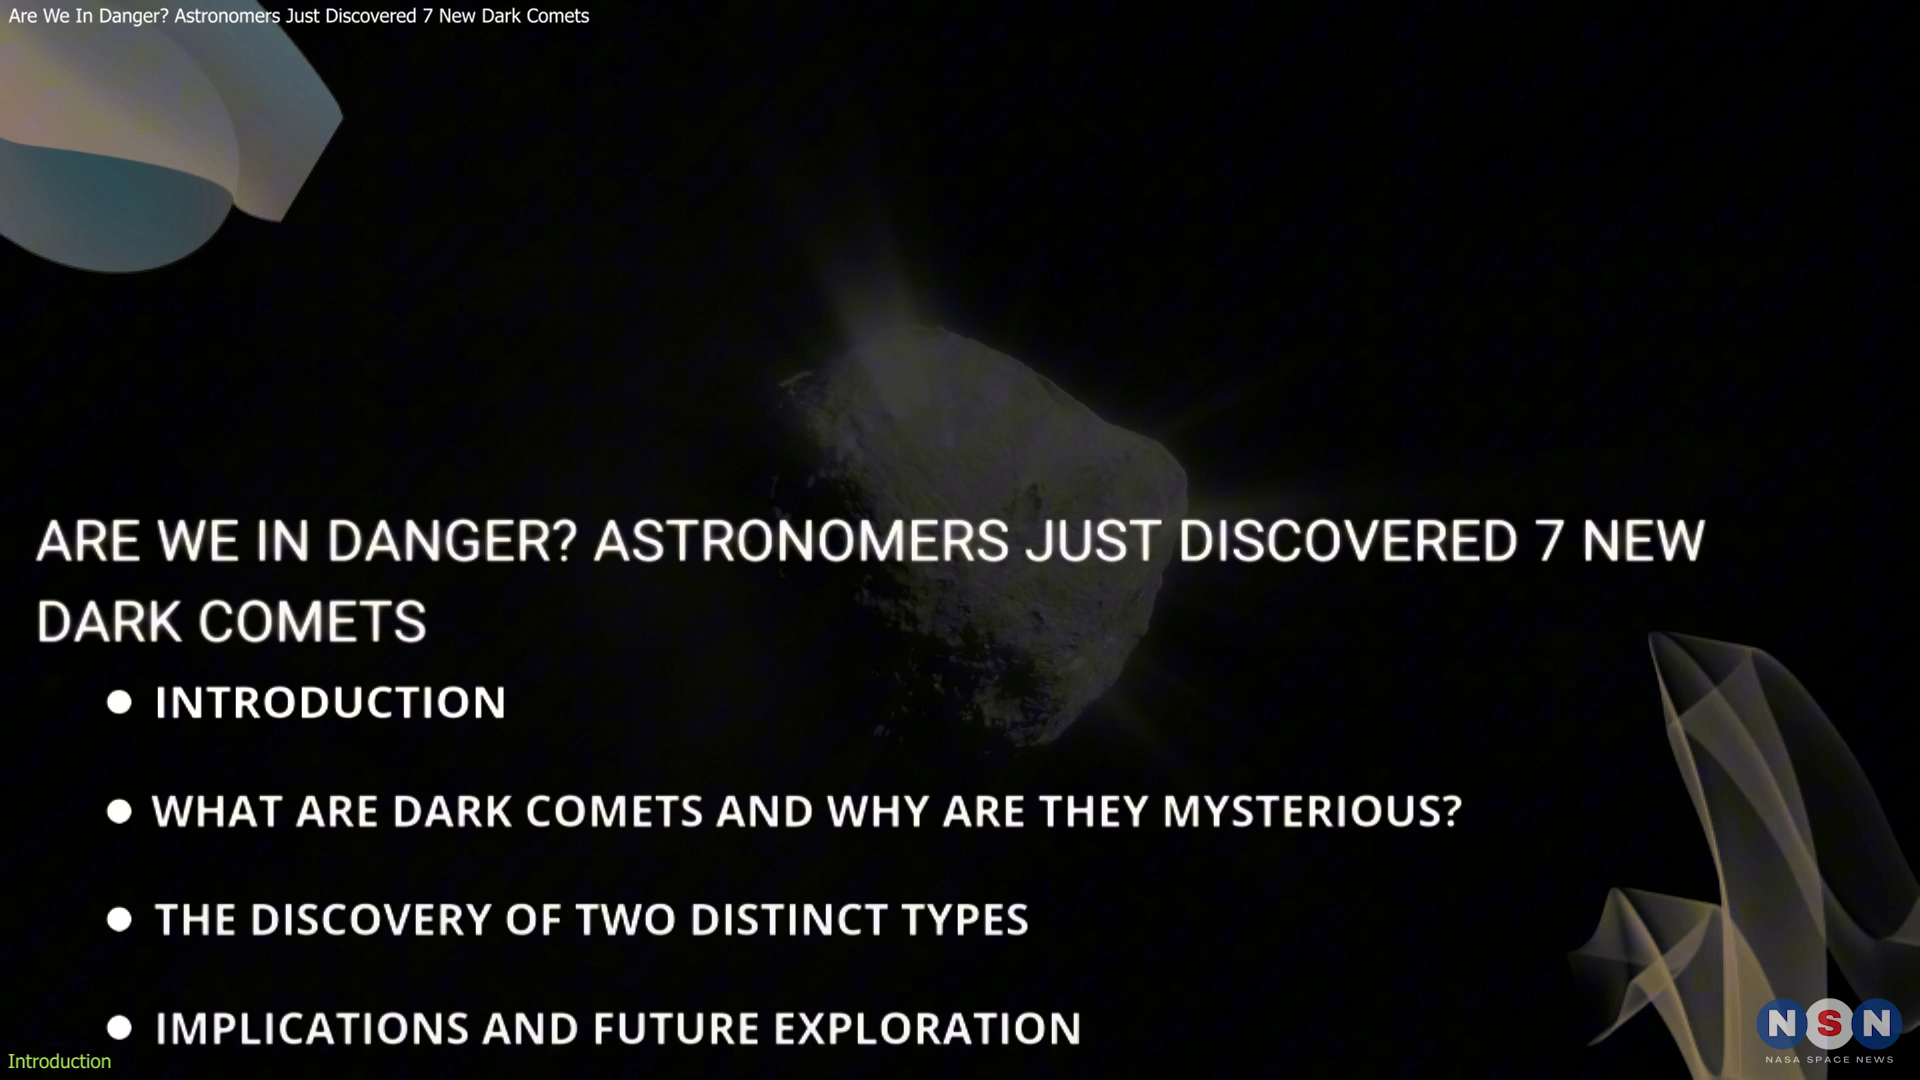 Are We In Danger? Astronomers Just Discovered 7 New Dark Comets
ARE WE IN DANGER? ASTRONOMERS JUST DISCOVERED 7 NEW
DARK COMETS
● INTRODUCTION
● WHAT ARE DARK COMETS AND WHY ARE THEY MYSTERIOUS?
● THE DISCOVERY OF TWO DISTINCT TYPES
● IMPLICATIONS AND FUTURE EXPLORATION
Introduction
NSN
NASA SPACE NEWS